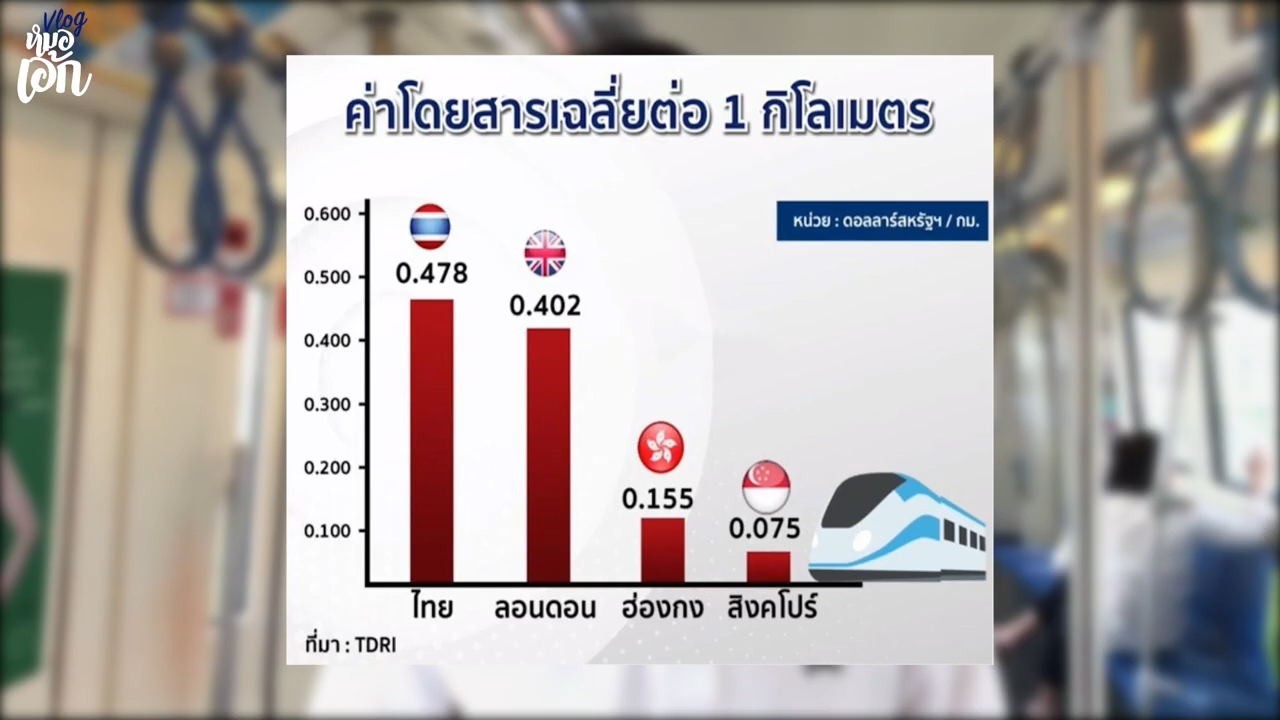 Vlog
หมอ
เอ้ก
ค่าโดยสารเฉลี่ยต่อ 1 กิโลเมตร
หน่วย : ดอลลาร์สหรัฐฯ / กม.
0.600
0.500
0.400
0.300
0.200
0.100
0.478
0.402
0.155
0.075
ไทย ลอนดอน ฮ่องกง สิงคโปร์
ที่มา : TDRI